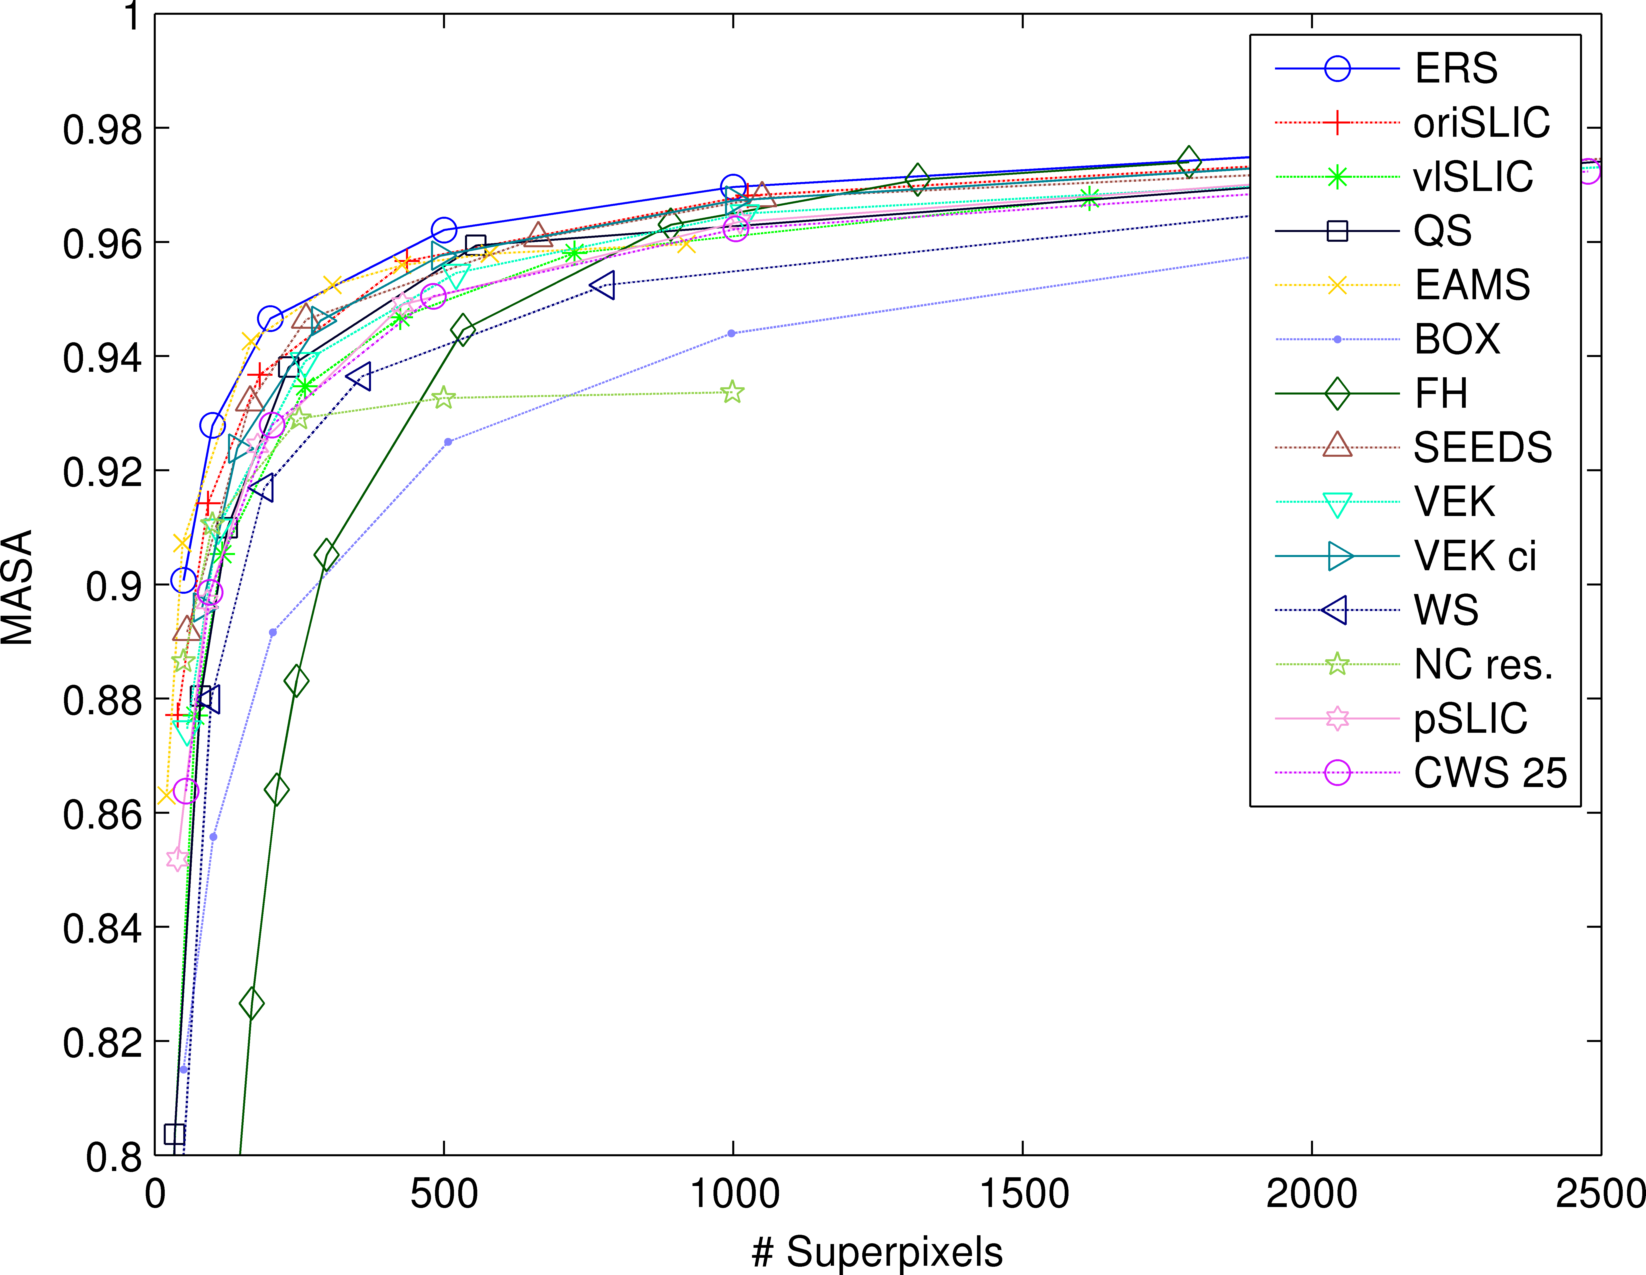 1
0.98
0.96
0.94
0.92
0.9
0.88
0.86
0.84
0.82
0.8
MASA
0
500
1000
1500
2000
2500
# Superpixels
ERS
oriSLIC
vlSLIC
QS
EAMS
BOX
FH
SEEDS
VEK
VEK ci
WS
NC res.
pSLIC
CWS 25